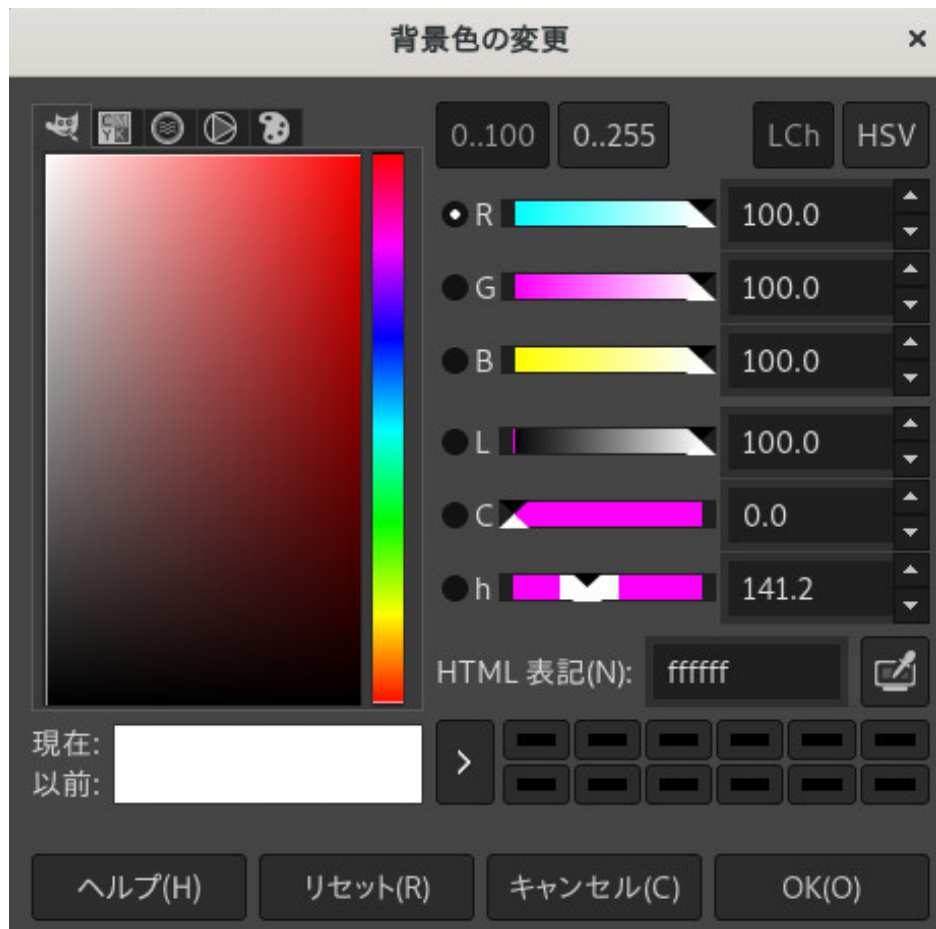 背景色の変更 ×
CM
YK
0..100 0..255 LCh HSV
R 100.0
G 100.0
B 100.0
L 100.0
C 0.0
h 141.2
HTML 表記(N): ffffff
現在:
以前:
>
ヘルプ(H) リセット(R) キャンセル(C) OK(O)